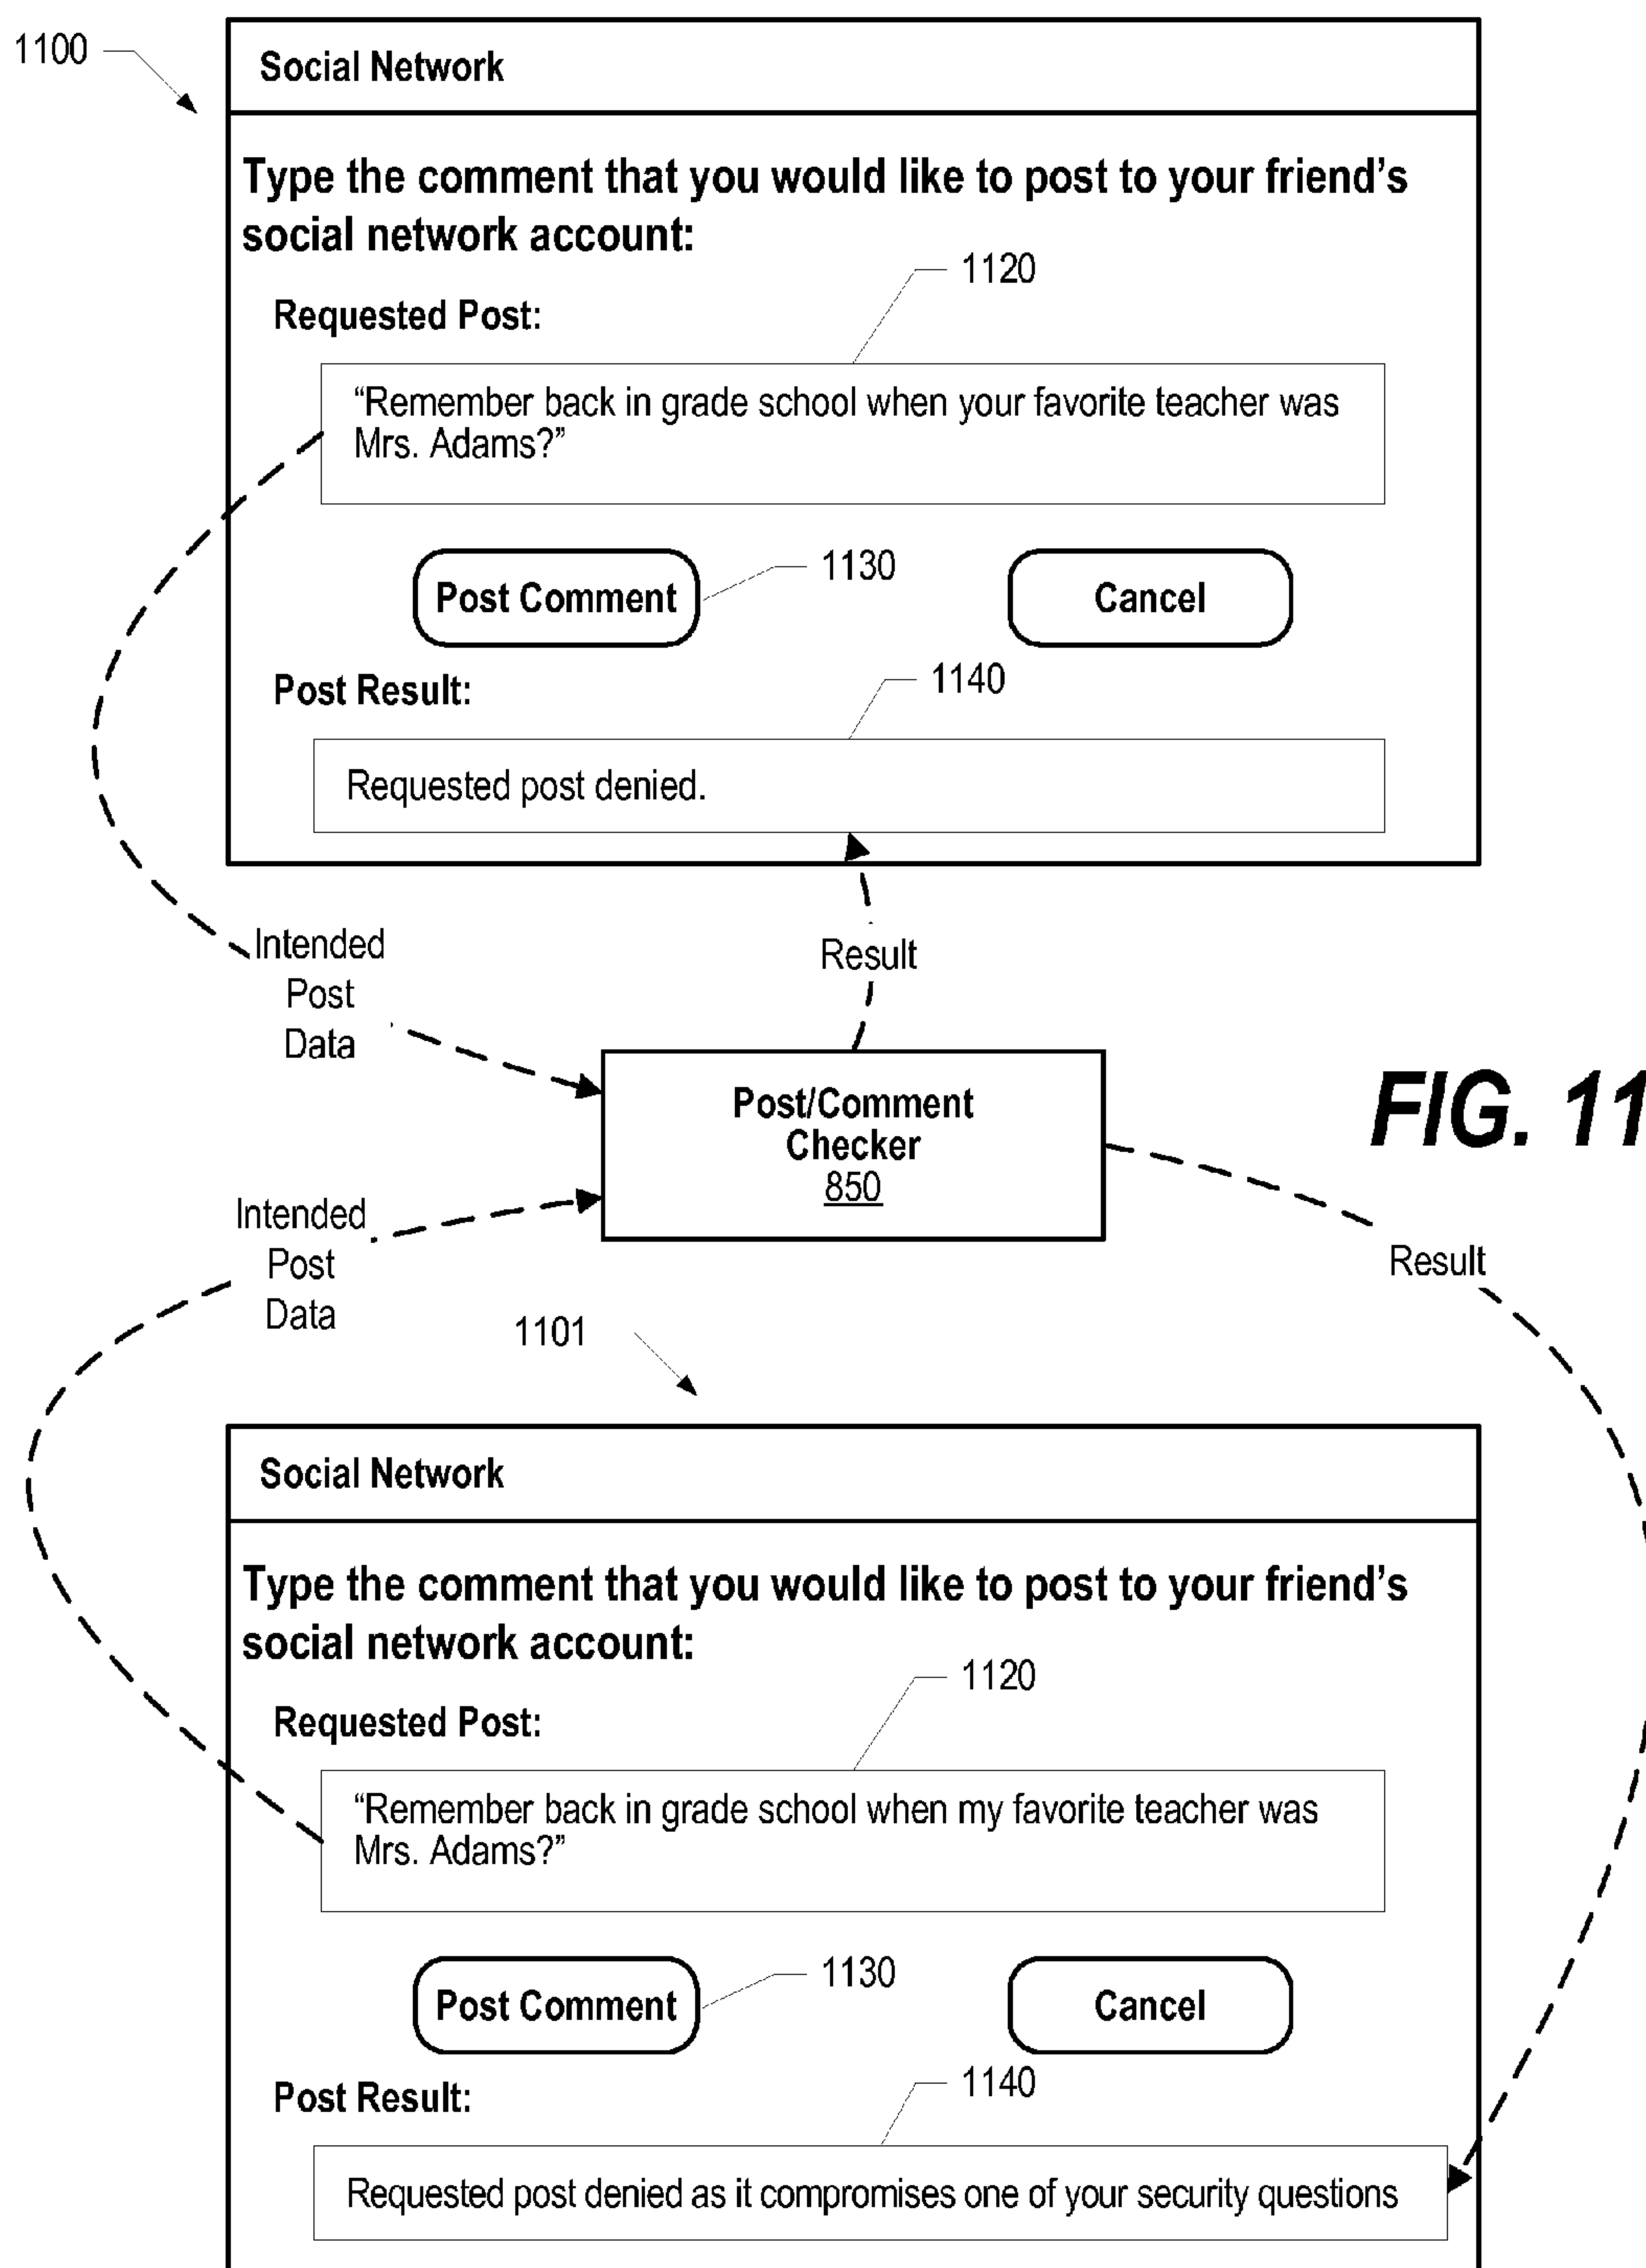 1100
Social Network
Type the comment that you would like to post to your friend’s
social network account:
1120
Requested Post:
“Remember back in grade school when your favorite teacher was
Mrs. Adams?”
Post Comment
1130
Cancel
1140
Post Result:
Requested post denied.
Intended
Post
Data
Result
Post/Comment
Checker
850
FIG. 11
Intended
Post
Data
Result
1101
Social Network
Type the comment that you would like to post to your friend’s
social network account:
1120
Requested Post:
“Remember back in grade school when my favorite teacher was
Mrs. Adams?”
Post Comment
1130
Cancel
1140
Post Result:
Requested post denied as it compromises one of your security questions